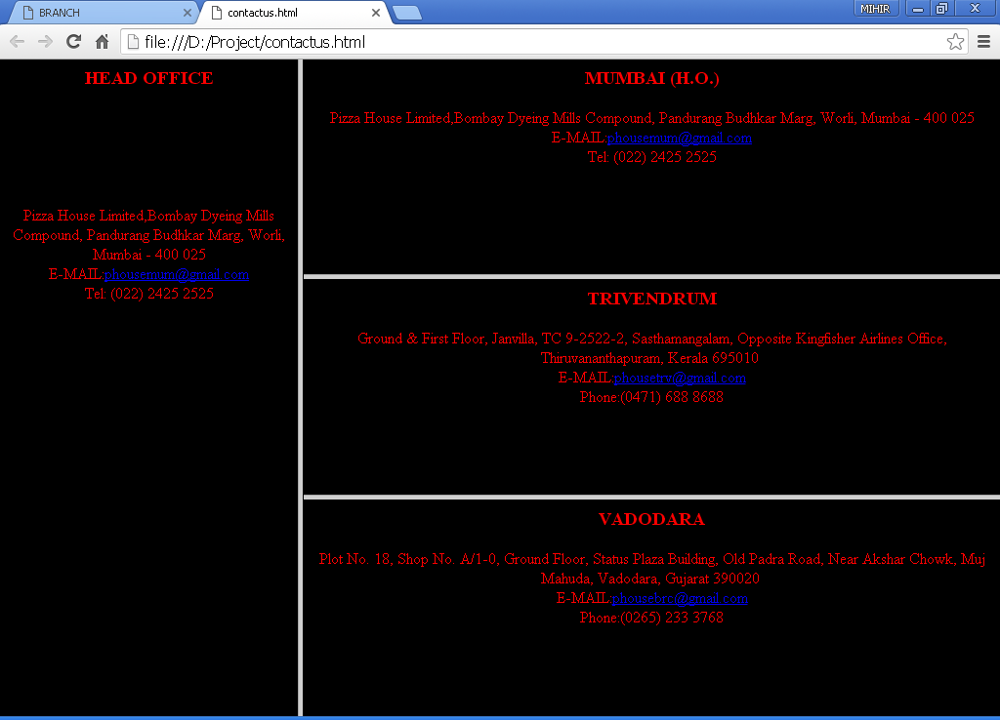 BRANCH
contactus.html
MIHIR
file:///D:/Project/contactus.html
HEAD OFFICE
Pizza House Limited,Bombay Dyeing Mills
Compound, Pandurang Budhkar Marg, Worli,
Mumbai - 400 025
E-MAIL:phousemum@gmail.com
Tel: (022) 2425 2525
MUMBAI (H.O.)
Pizza House Limited,Bombay Dyeing Mills Compound, Pandurang Budhkar Marg, Worli, Mumbai - 400 025
E-MAIL:phousemum@gmail.com
Tel: (022) 2425 2525
TRIVENDRUM
Ground & First Floor, Janvilla, TC 9-2522-2, Sasthamangalam, Opposite Kingfisher Airlines Office,
Thiruvananthapuram, Kerala 695010
E-MAIL:phousetrv@gmail.com
Phone:(0471) 688 8688
VADODARA
Plot No. 18, Shop No. A/1-0, Ground Floor, Status Plaza Building, Old Padra Road, Near Akshar Chowk, Muj
Mahuda, Vadodara, Gujarat 390020
E-MAIL:phousebrc@gmail.com
Phone:(0265) 233 3768